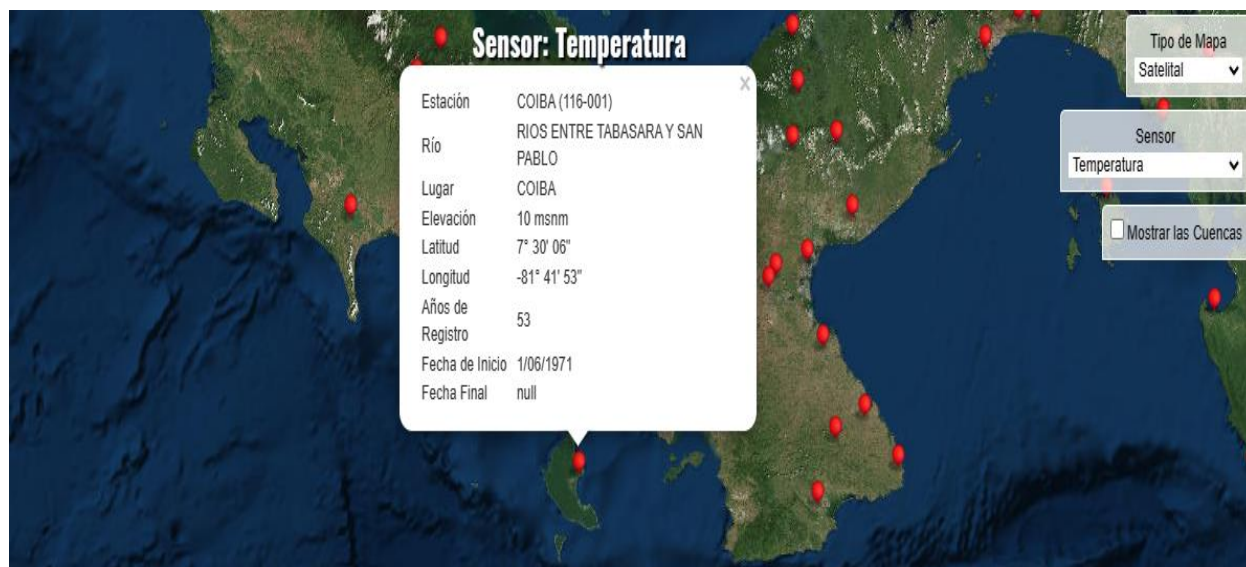 Sensor: Temperatura
×
Estación COIBA (116-001)
Río RIOS ENTRE TABASARA Y SAN
PABLO
Lugar COIBA
Elevación 10 msnm
Latitud 7° 30' 06"
Longitud -81° 41' 53"
Años de
Registro 53
Fecha de Inicio 1/06/1971
Fecha Final null
Tipo de Mapa
Satelital
Sensor
Temperatura
Mostrar las Cuencas